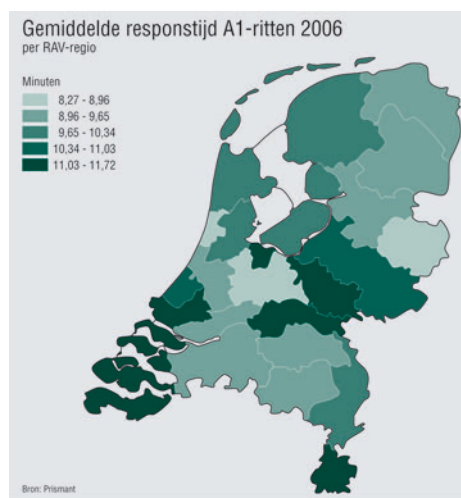 Gemiddelde responstijd A1-ritten 2006
per RAV-regio
Minuten
8,27 - 8,96
8,96 - 9,65
9,65 - 10,34
10,34 - 11,03
11,03 - 11,72
Bron: Prismant